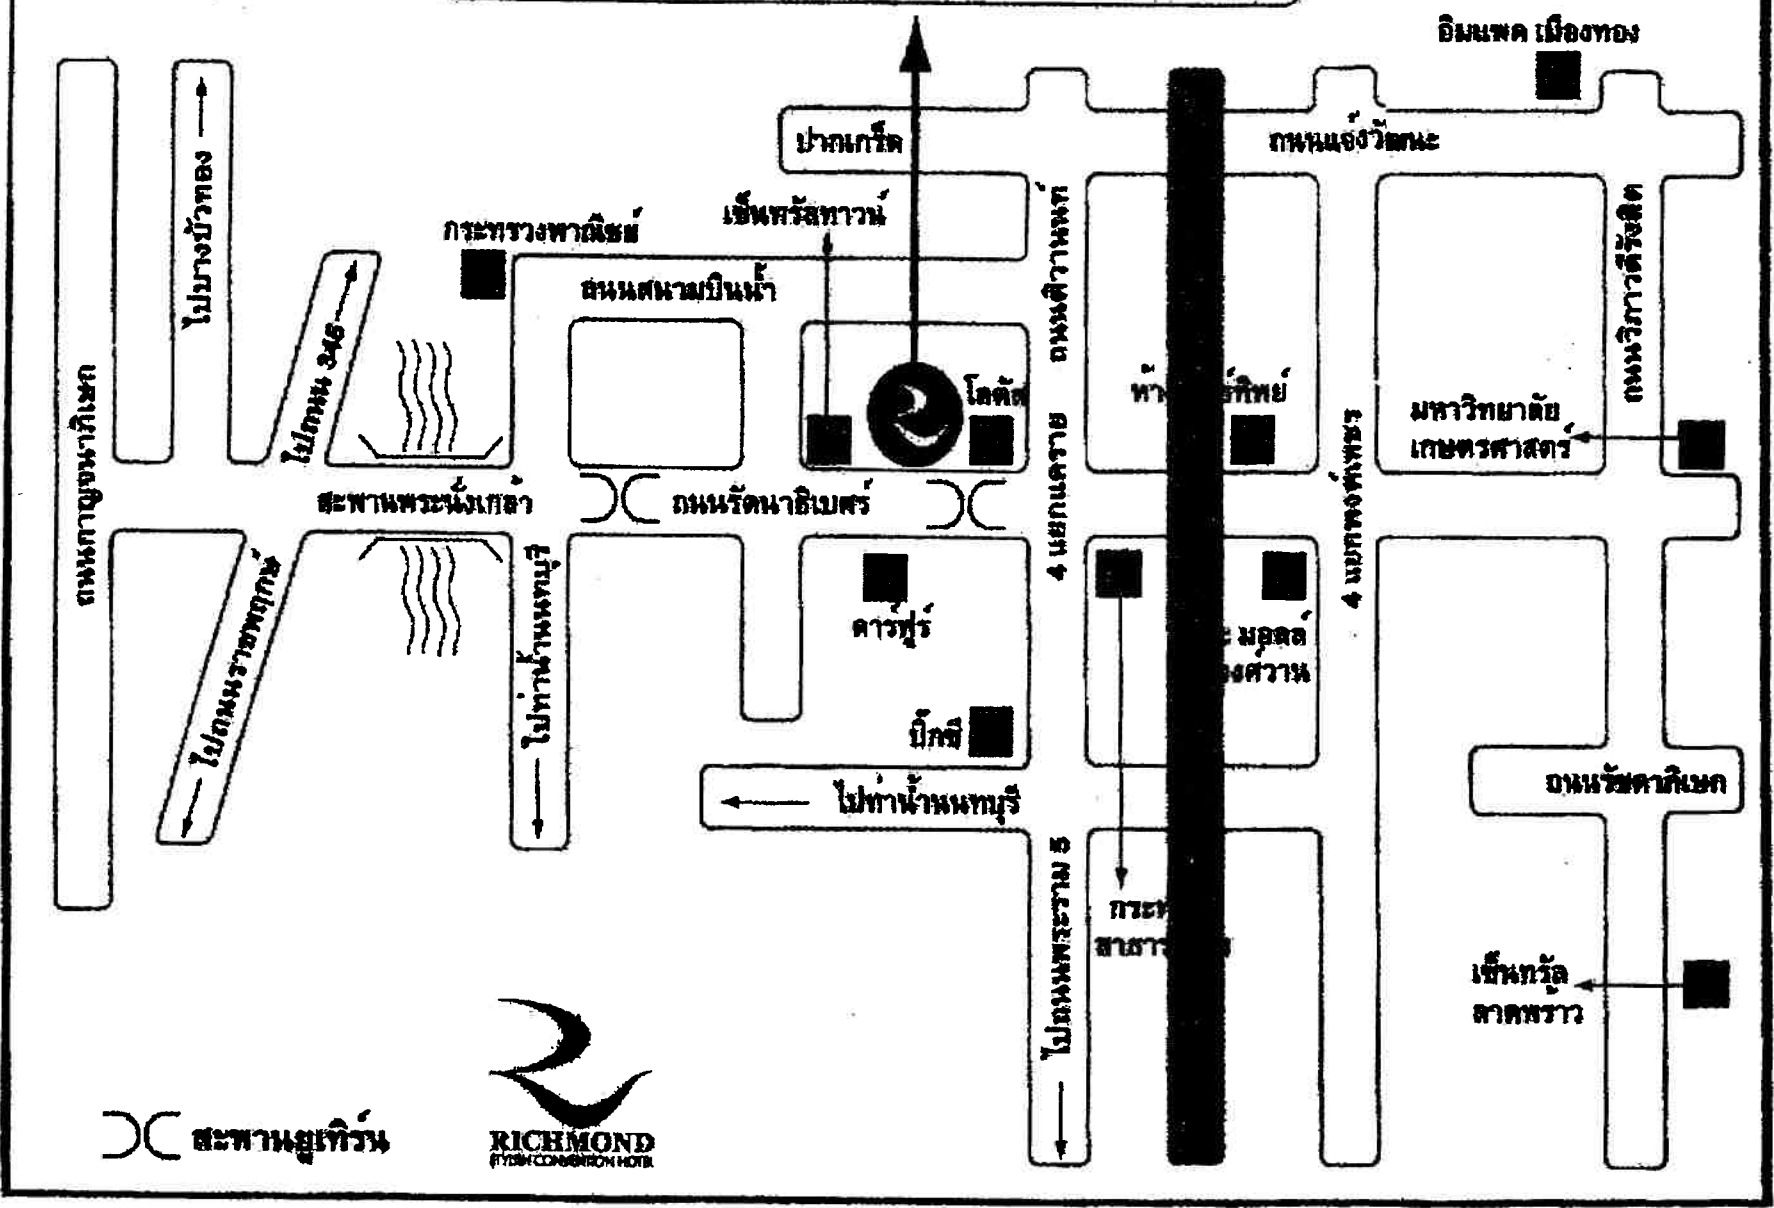 อิมแพค เมืองทอง
ปากเกร็ด
ถนนแจ้งวัฒนะ
ไปบางบัวทอง
เซ็นทรัลทาวน์
กระทรวงพาณิชย์
ถนนสนามบินน้ำ
ถนนติวานนท์
ถนนวิภาวดีรังสิต
ไปถนน 345
ถนนกาญจนาภิเษก
โลตัส
ทิพย์
มหาวิทยาลัย
เกษตรศาสตร์
4 แยกแคราย
4 แยกพงษ์เพชร
สะพานพระนั่งเกล้า
ถนนรัตนาธิเบศร์
คาร์ฟูร์
มอลล์
ไปถนนราชพฤกษ์
ไปท่าน้ำนนทบุรี
บิ๊กซี
ไปท่าน้ำนนทบุรี
ถนนรัชดาภิเษก
ไปถนนพระราม 5
เซ็นทรัล
ลาดพร้าว
สะพานยูเทิร์น
RICHMOND
STYLISH CONVENTION HOTEL